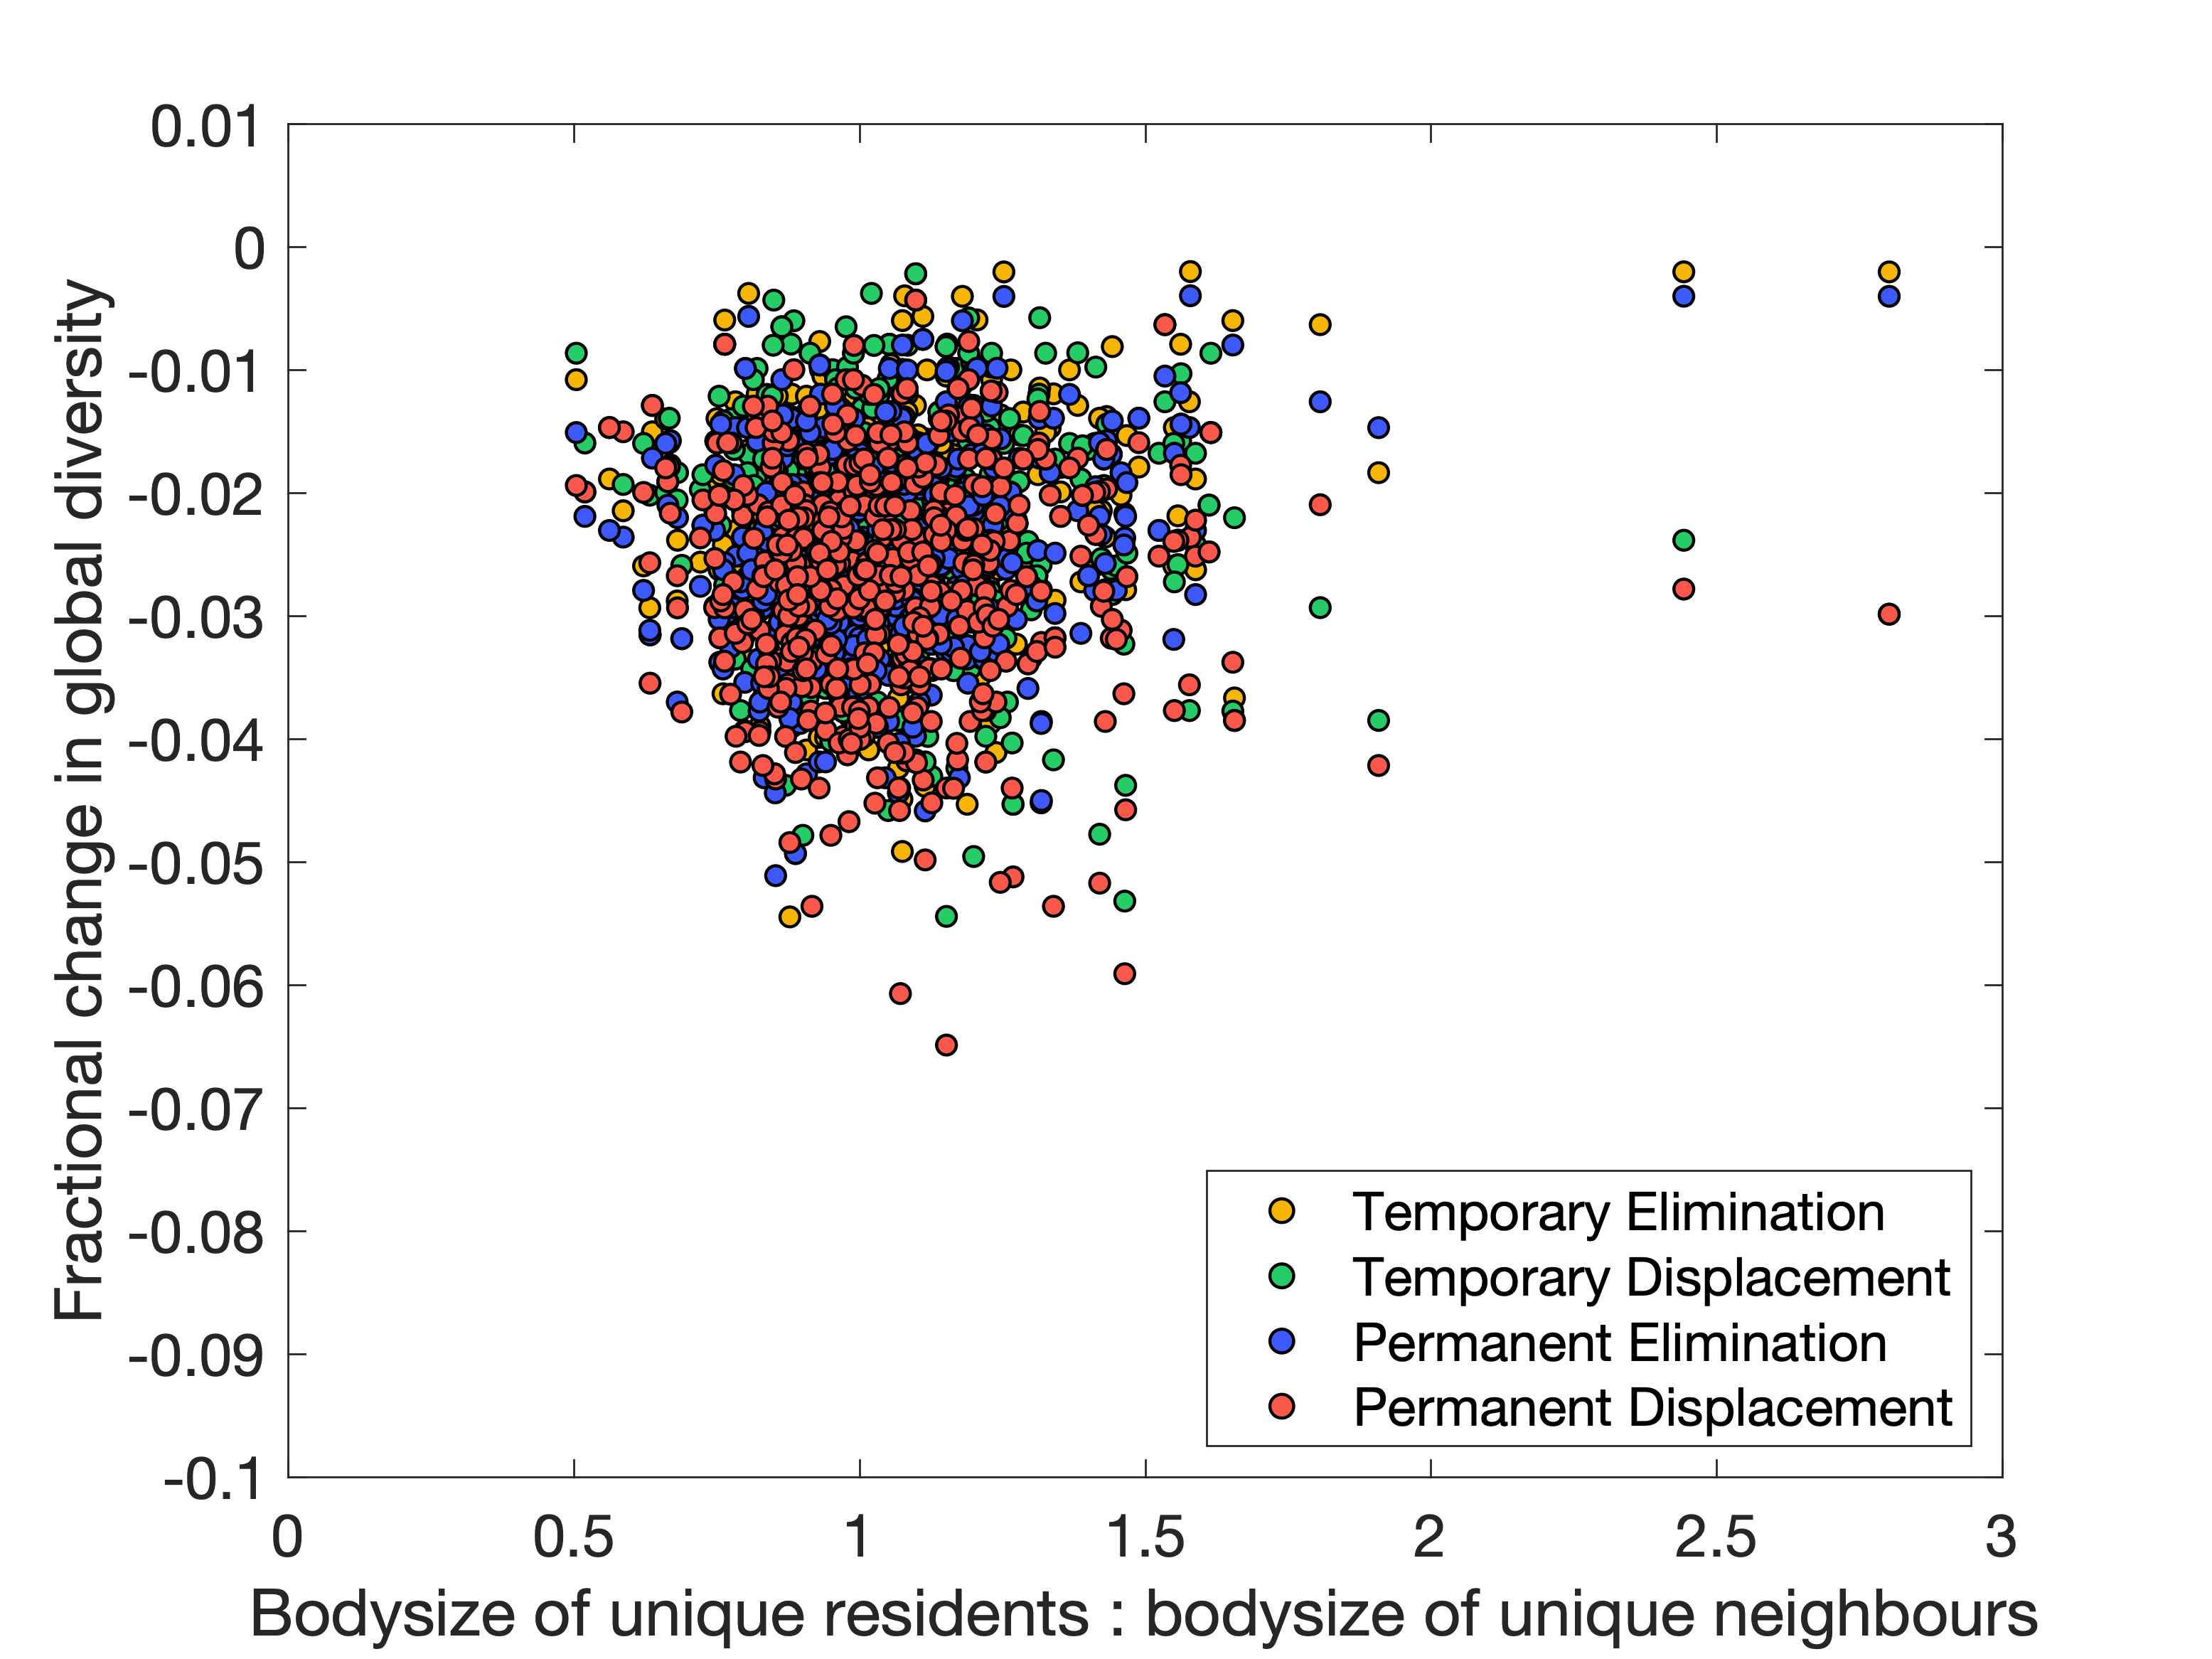 0.01
0
-0.01
-0.02
-0.03
-0.04
-0.05
-0.06
-0.07
-0.08
-0.09
-0.1
Fractional change in global diversity
Temporary Elimination
Temporary Displacement
Permanent Elimination
Permanent Displacement
0 0.5 1 1.5 2 2.5 3
Bodysize of unique residents : bodysize of unique neighbours